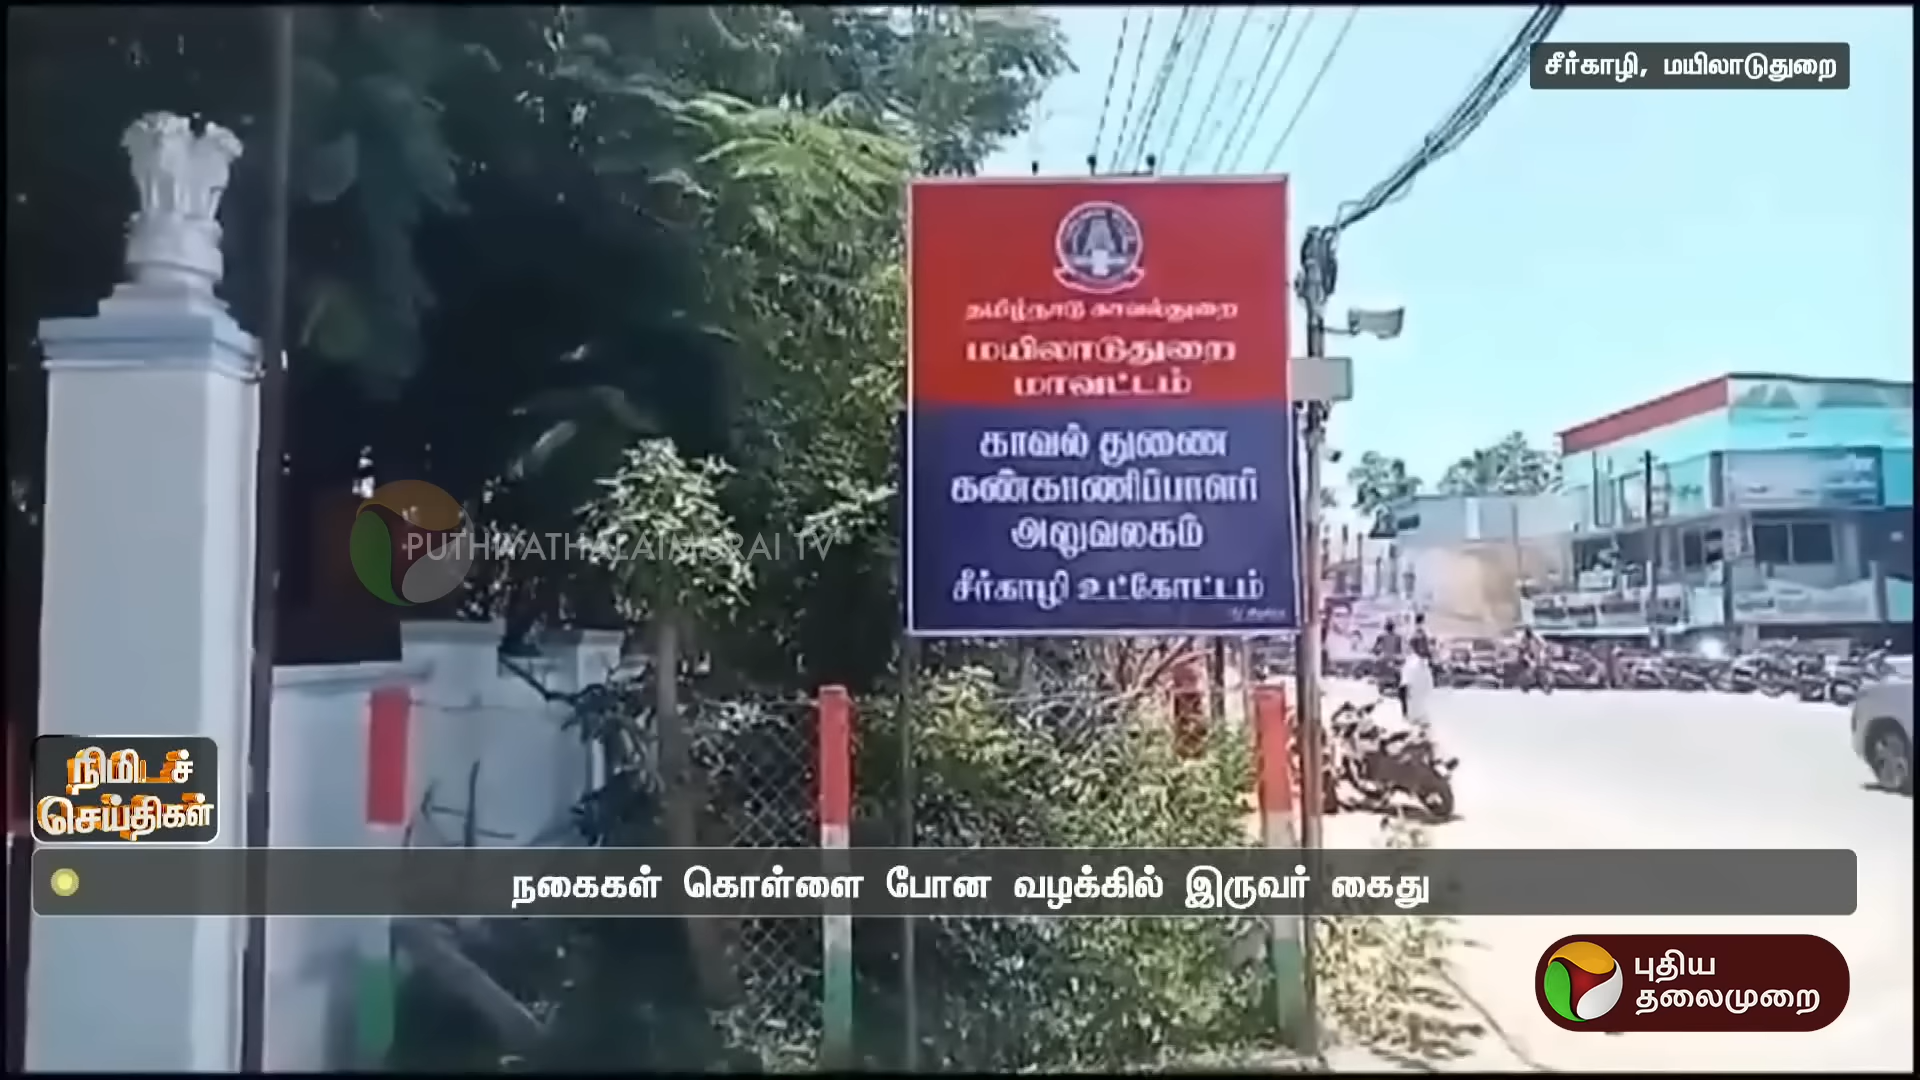 சீர்காழி, மயிலாடுதுறை
தமிழ்நாடு காவல்துறை
மயிலாடுதுறை
மாவட்டம்
காவல் துணை
கண்காணிப்பாளர்
அலுவலகம்
சீர்காழி உட்கோட்டம்
PUTHIYATHALAIMURAI TV
நிமிடச்
செய்திகள்
நகைகள் கொள்ளை போன வழக்கில் இருவர் கைது
புதிய
தலைமுறை